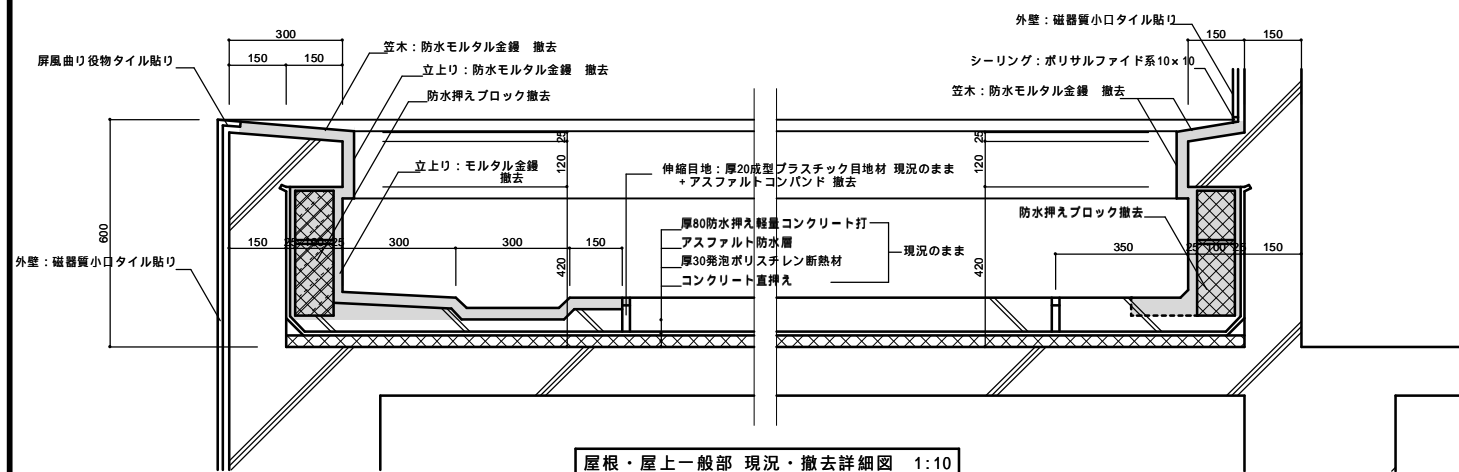 外壁：磁器質小口タイル貼り
300
150 150
150 150
笠木：防水モルタル金鏝　撤去
屏風曲り役物タイル貼り
シーリング：ポリサルファイド系10×10
立上り：防水モルタル金鏝　撤去
防水押えブロック撤去
笠木：防水モルタル金鏝　撤去
25
25
120
120
立上り：モルタル金鏝
撤去
伸縮目地：厚20成型プラスチック目地材 現況のまま
+ アスファルトコンパンド 撤去
防水押えブロック撤去
600
厚80防水押え軽量コンクリート打
アスファルト防水層
厚30発泡ポリスチレン断熱材
コンクリート直押え
現況のまま
150 25 100 25 300 300 150
350 25 100 25 150
420
420
外壁：磁器質小口タイル貼り
屋根・屋上一般部 現況・撤去詳細図　1:10